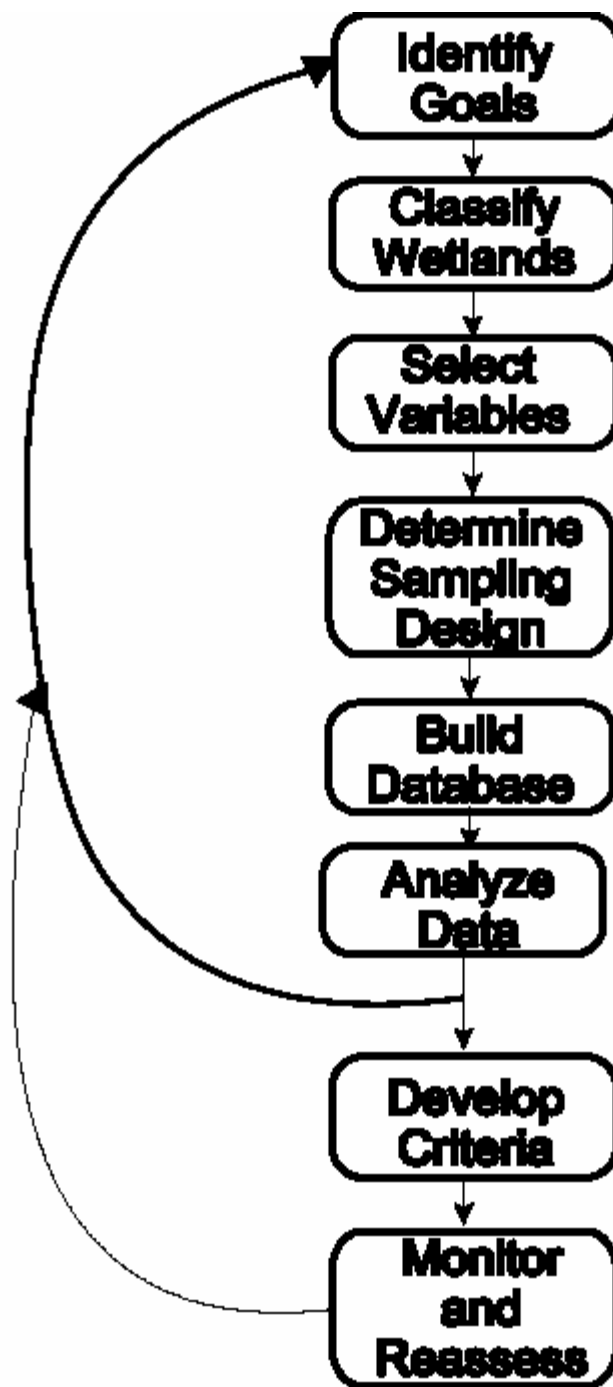 Identify
Goals
Classify
Wetlands
Select
Variables
Determine
Sampling
Design
Build
Database
Analyze
Data
Develop
Criteria
Monitor
and
Reassess